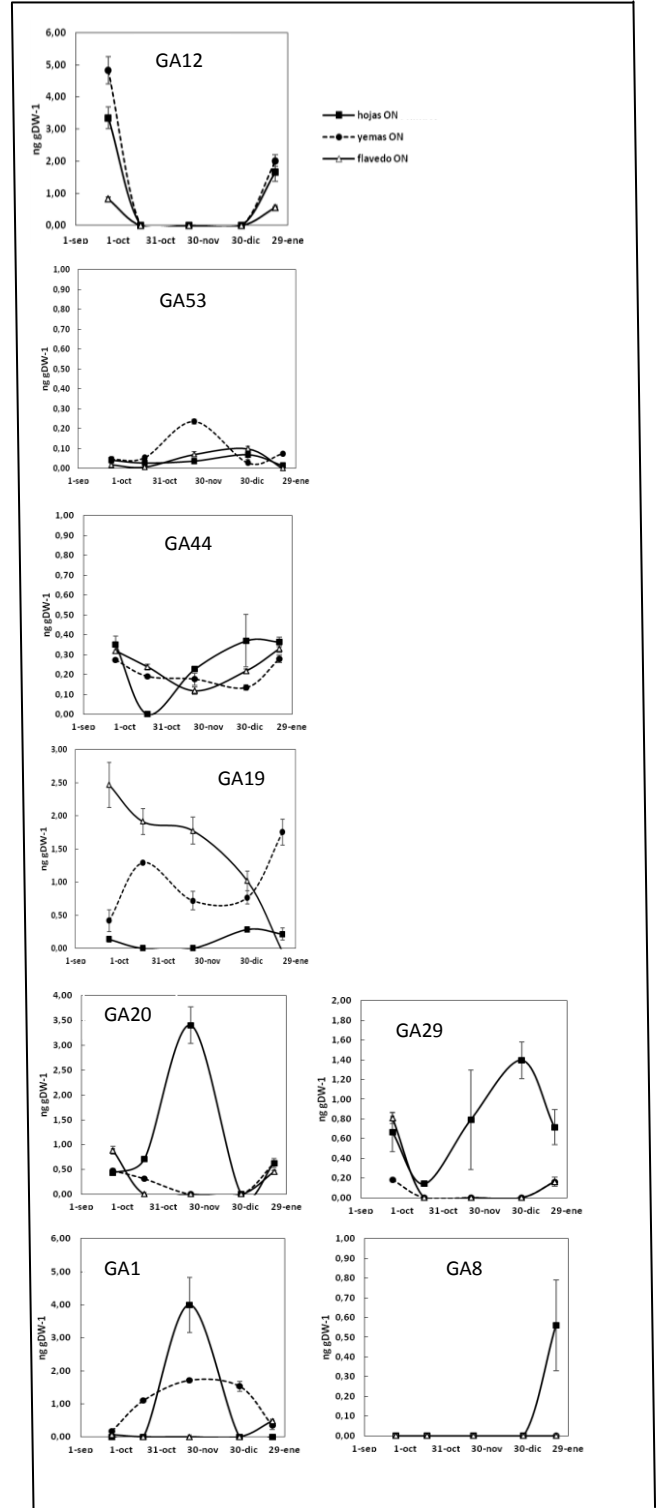 GA12
6,00
5,00
4,00
3,00
2,00
1,00
0,00
ng gDW-1
1-sep 1-oct 31-oct 30-nov 30-dic 29-ene
hojas ON
yemas ON
flavedo ON
GA53
1,00
0,90
0,80
0,70
0,60
0,50
0,40
0,30
0,20
0,10
0,00
ng gDW-1
1-sep 1-oct 31-oct 30-nov 30-dic 29-ene
GA44
1,00
0,90
0,80
0,70
0,60
0,50
0,40
0,30
0,20
0,10
0,00
ng gDW-1
1-sep 1-oct 31-oct 30-nov 30-dic 29-ene
GA19
3,00
2,50
2,00
1,50
1,00
0,50
0,00
ng gDW-1
1-sep 1-oct 31-oct 30-nov 30-dic 29-ene
GA20
4,00
3,50
3,00
2,50
2,00
1,50
1,00
0,50
0,00
ng gDW-1
1-sep 1-oct 31-oct 30-nov 30-dic 29-ene
GA29
2,00
1,80
1,60
1,40
1,20
1,00
0,80
0,60
0,40
0,20
0,00
ng gDW-1
1-sep 1-oct 31-oct 30-nov 30-dic 29-ene
GA1
6,00
5,00
4,00
3,00
2,00
1,00
0,00
ng gDW-1
1-sep 1-oct 31-oct 30-nov 30-dic 29-ene
GA8
1,00
0,90
0,80
0,70
0,60
0,50
0,40
0,30
0,20
0,10
0,00
ng gDW-1
1-sep 1-oct 31-oct 30-nov 30-dic 29-ene